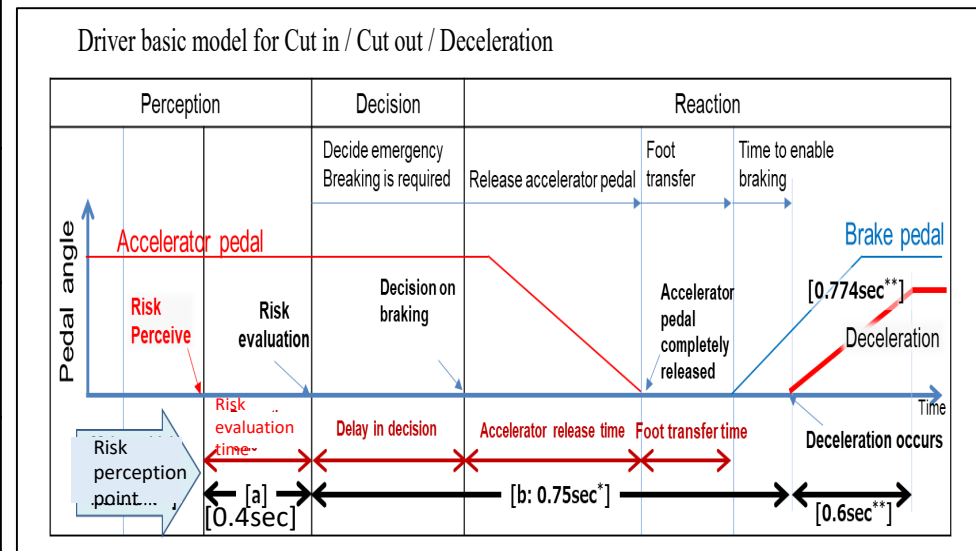 Driver basic model for Cut in / Cut out / Deceleration
Perception
Decision
Reaction
Decide emergency
Breaking is required
Release accelerator pedal
Foot
transfer
Time to enable
braking
Pedal angle
Accelerator pedal
Brake pedal
Risk
Perceive
Risk
evaluation
Decision on
braking
Accelerator
pedal
completely
released
[0.774sec**]
Deceleration
Time
Deceleration occurs
Risk
perception
point....
Risk
evaluation
time
Delay in decision
Accelerator release time
Foot transfer time
[a]
[0.4sec]
[b: 0.75sec*]
[0.6sec**]